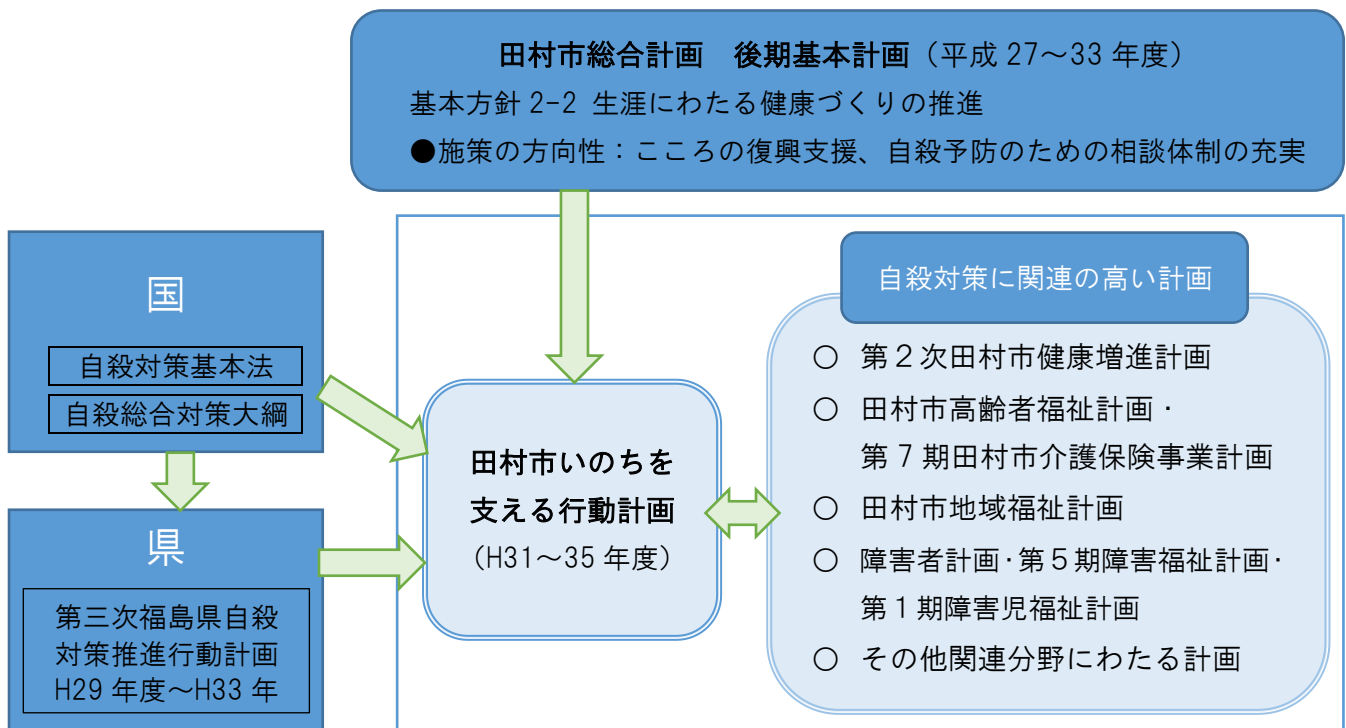 田村市総合計画　後期基本計画（平成 27～33 年度）
基本方針 2-2 生涯にわたる健康づくりの推進
●施策の方向性：こころの復興支援、自殺予防のための相談体制の充実
国
自殺対策基本法
自殺総合対策大綱
県
第三次福島県自殺
対策推進行動計画
H29 年度～H33 年
田村市いのちを
支える行動計画
（H31～35 年度）
自殺対策に関連の高い計画
○ 第２次田村市健康増進計画
○ 田村市高齢者福祉計画・
第７期田村市介護保険事業計画
○ 田村市地域福祉計画
○ 障害者計画・第５期障害福祉計画・
第１期障害児福祉計画
○ その他関連分野にわたる計画